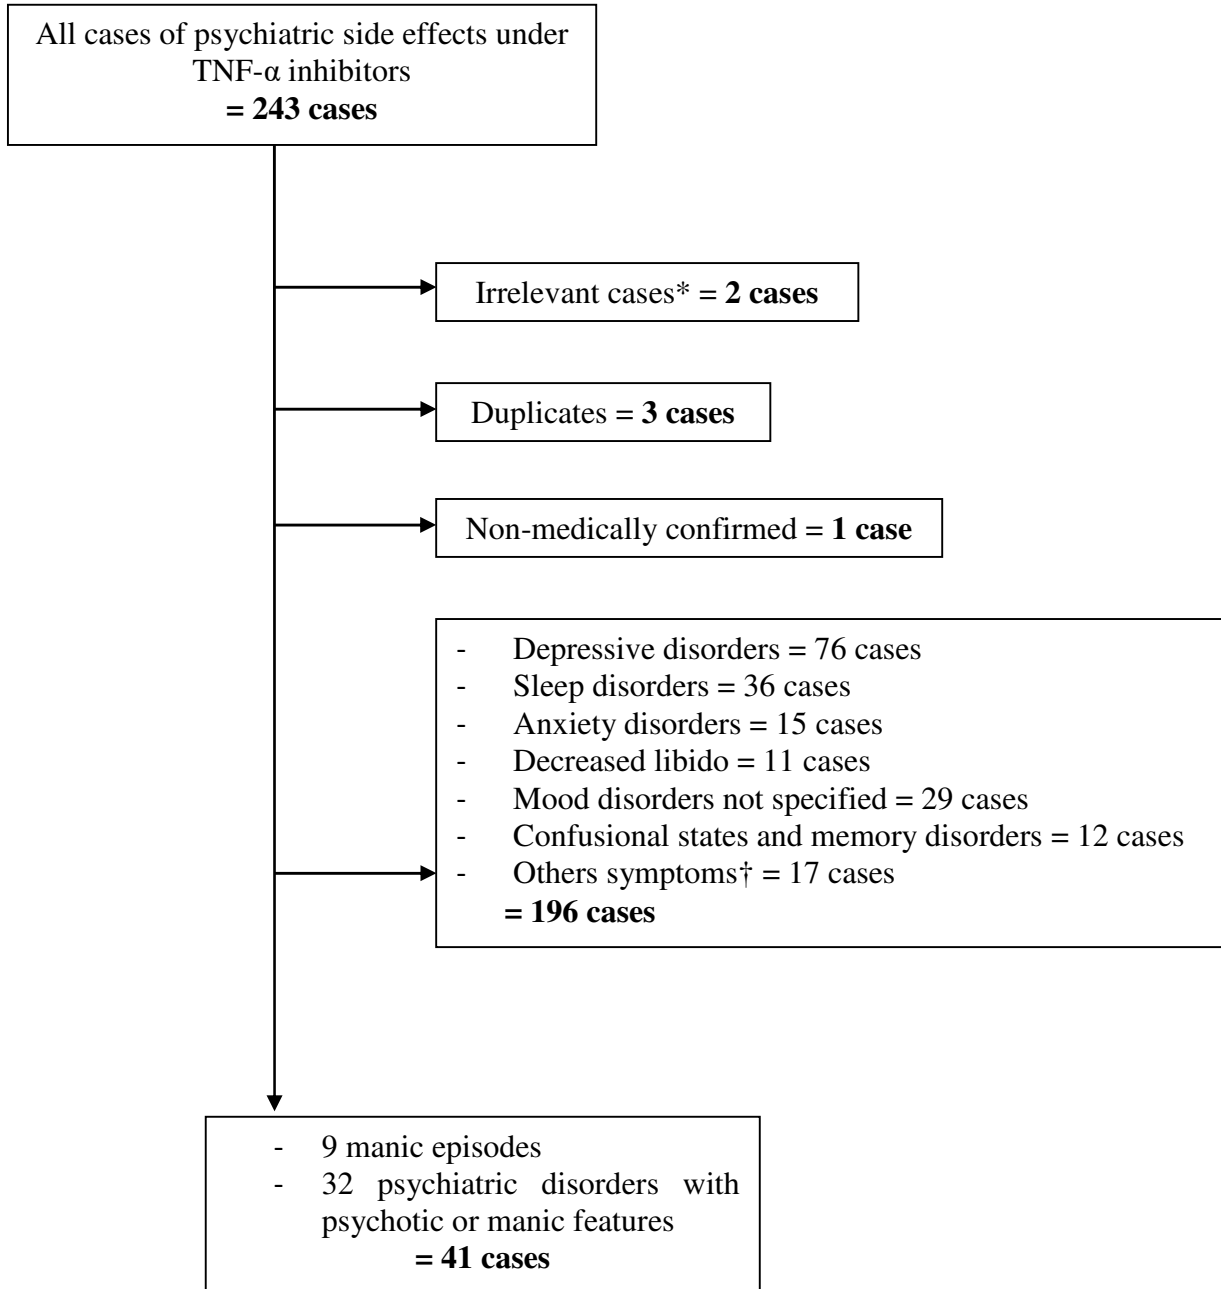 All cases of psychiatric side effects under
TNF-α inhibitors
= 243 cases
Irrelevant cases* = 2 cases
Duplicates = 3 cases
Non-medically confirmed = 1 case
- Depressive disorders = 76 cases
- Sleep disorders = 36 cases
- Anxiety disorders = 15 cases
- Decreased libido = 11 cases
- Mood disorders not specified = 29 cases
- Confusional states and memory disorders = 12 cases
- Others symptoms† = 17 cases
= 196 cases
- 9 manic episodes
- 32 psychiatric disorders with
psychotic or manic features
= 41 cases